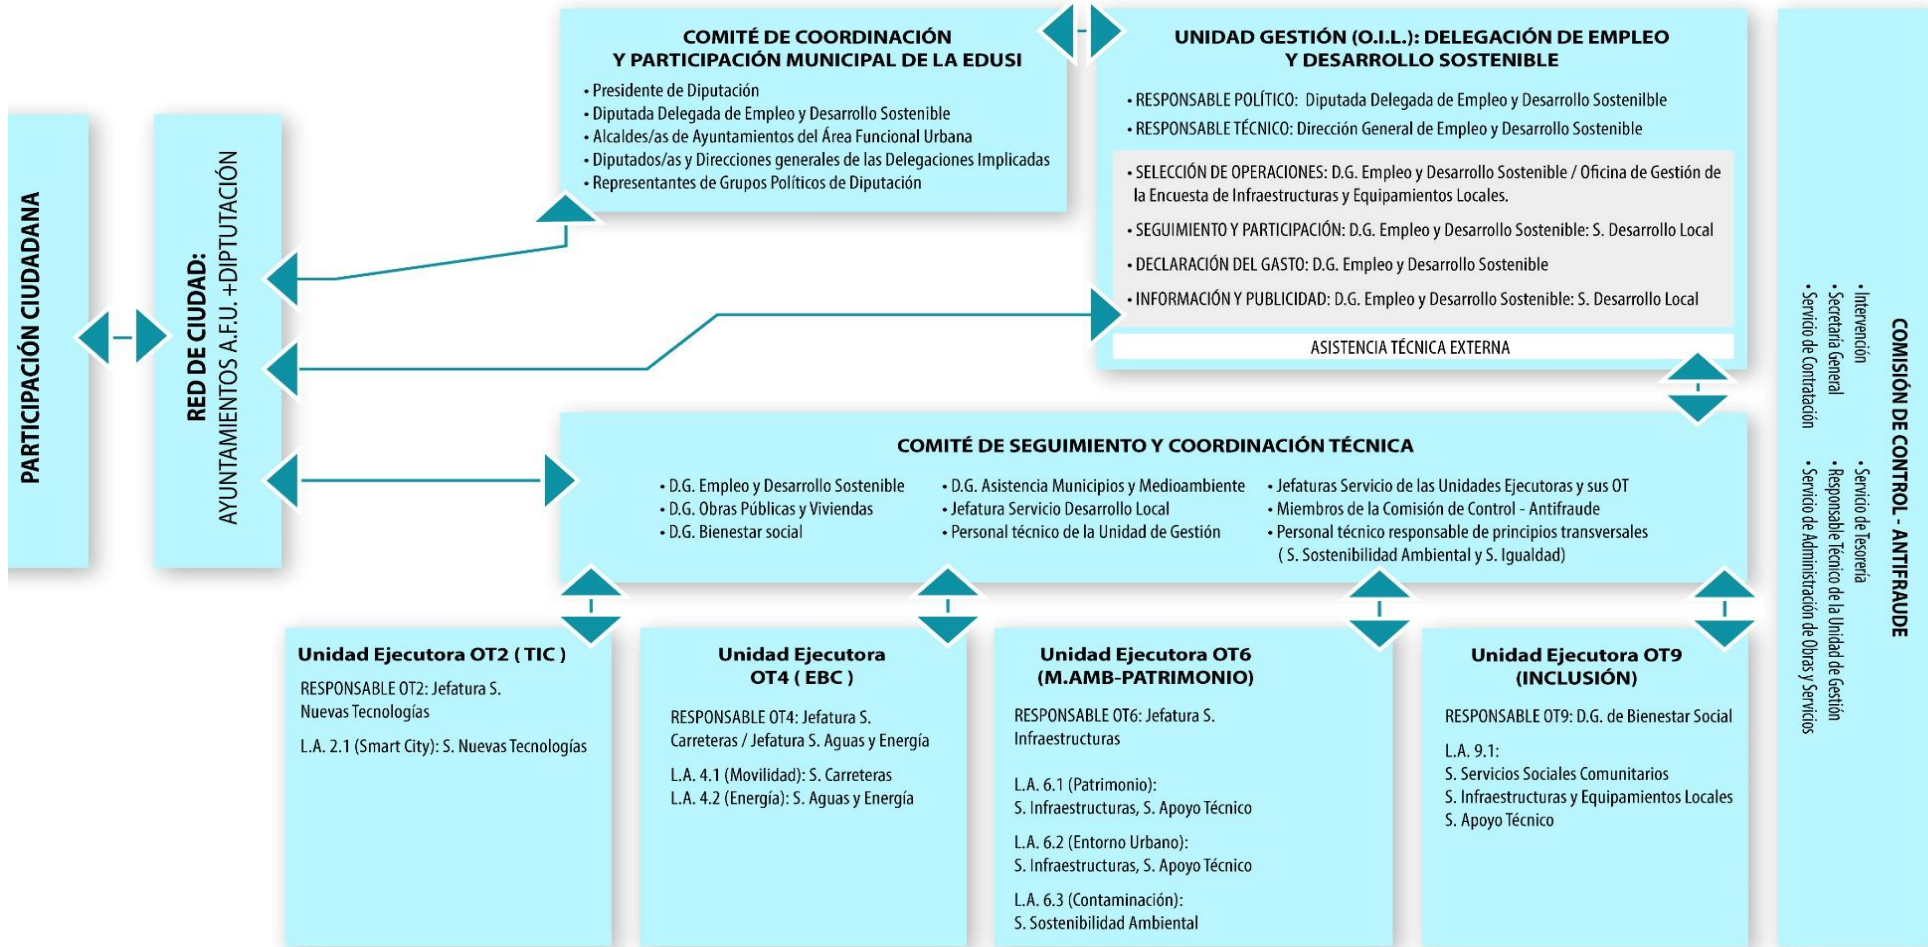 PARTICIPACIÓN CIUDADANA
RED DE CIUDAD:
AYUNTAMIENTOS A.F.U. +DIPTUTACIÓN
COMITÉ DE COORDINACIÓN
Y PARTICIPACIÓN MUNICIPAL DE LA EDUSI
• Presidente de Diputación
• Diputada Delegada de Empleo y Desarrollo Sostenible
• Alcaldes/as de Ayuntamientos del Área Funcional Urbana
• Diputados/as y Direcciones generales de las Delegaciones Implicadas
• Representantes de Grupos Políticos de Diputación
UNIDAD GESTIÓN (O.I.L.): DELEGACIÓN DE EMPLEO
Y DESARROLLO SOSTENIBLE
• RESPONSABLE POLÍTICO: Diputada Delegada de Empleo y Desarrollo Sostenilble
• RESPONSABLE TÉCNICO: Dirección General de Empleo y Desarrollo Sostenible
• SELECCIÓN DE OPERACIONES: D.G. Empleo y Desarrollo Sostenible / Oficina de Gestión de
la Encuesta de Infraestructuras y Equipamientos Locales.
• SEGUIMIENTO Y PARTICIPACIÓN: D.G. Empleo y Desarrollo Sostenible: S. Desarrollo Local
• DECLARACIÓN DEL GASTO: D.G. Empleo y Desarrollo Sostenible
• INFORMACIÓN Y PUBLICIDAD: D.G. Empleo y Desarrollo Sostenible: S. Desarrollo Local
ASISTENCIA TÉCNICA EXTERNA
COMITÉ DE SEGUIMIENTO Y COORDINACIÓN TÉCNICA
• D.G. Empleo y Desarrollo Sostenible
• D.G. Obras Públicas y Viviendas
• D.G. Bienestar social
• D.G. Asistencia Municipios y Medioambiente
• Jefatura Servicio Desarrollo Local
• Personal técnico de la Unidad de Gestión
• Jefaturas Servicio de las Unidades Ejecutoras y sus OT
• Miembros de la Comisión de Control - Antifraude
• Personal técnico responsable de principios transversales
( S. Sostenibilidad Ambiental y S. Igualdad)
Unidad Ejecutora OT2 ( TIC )
RESPONSABLE OT2: Jefatura S.
Nuevas Tecnologías
L.A. 2.1 (Smart City): S. Nuevas Tecnologías
Unidad Ejecutora
OT4 ( EBC )
RESPONSABLE OT4: Jefatura S.
Carreteras / Jefatura S. Aguas y Energía
L.A. 4.1 (Movilidad): S. Carreteras
L.A. 4.2 (Energía): S. Aguas y Energía
Unidad Ejecutora OT6
(M.AMB-PATRIMONIO)
RESPONSABLE OT6: Jefatura S.
Infraestructuras
L.A. 6.1 (Patrimonio):
S. Infraestructuras, S. Apoyo Técnico
L.A. 6.2 (Entorno Urbano):
S. Infraestructuras, S. Apoyo Técnico
L.A. 6.3 (Contaminación):
S. Sostenibilidad Ambiental
Unidad Ejecutora OT9
(INCLUSIÓN)
RESPONSABLE OT9: D.G. de Bienestar Social
L.A. 9.1:
S. Servicios Sociales Comunitarios
S. Infraestructuras y Equipamientos Locales
S. Apoyo Técnico
COMISIÓN DE CONTROL - ANTIFRAUDE
• Intervención
• Secretaría General
• Servicio de Contratación
• Servicio de Tesorería
• Responsable Técnico de la Unidad de Gestión
• Servicio de Administración de Obras y Servicios